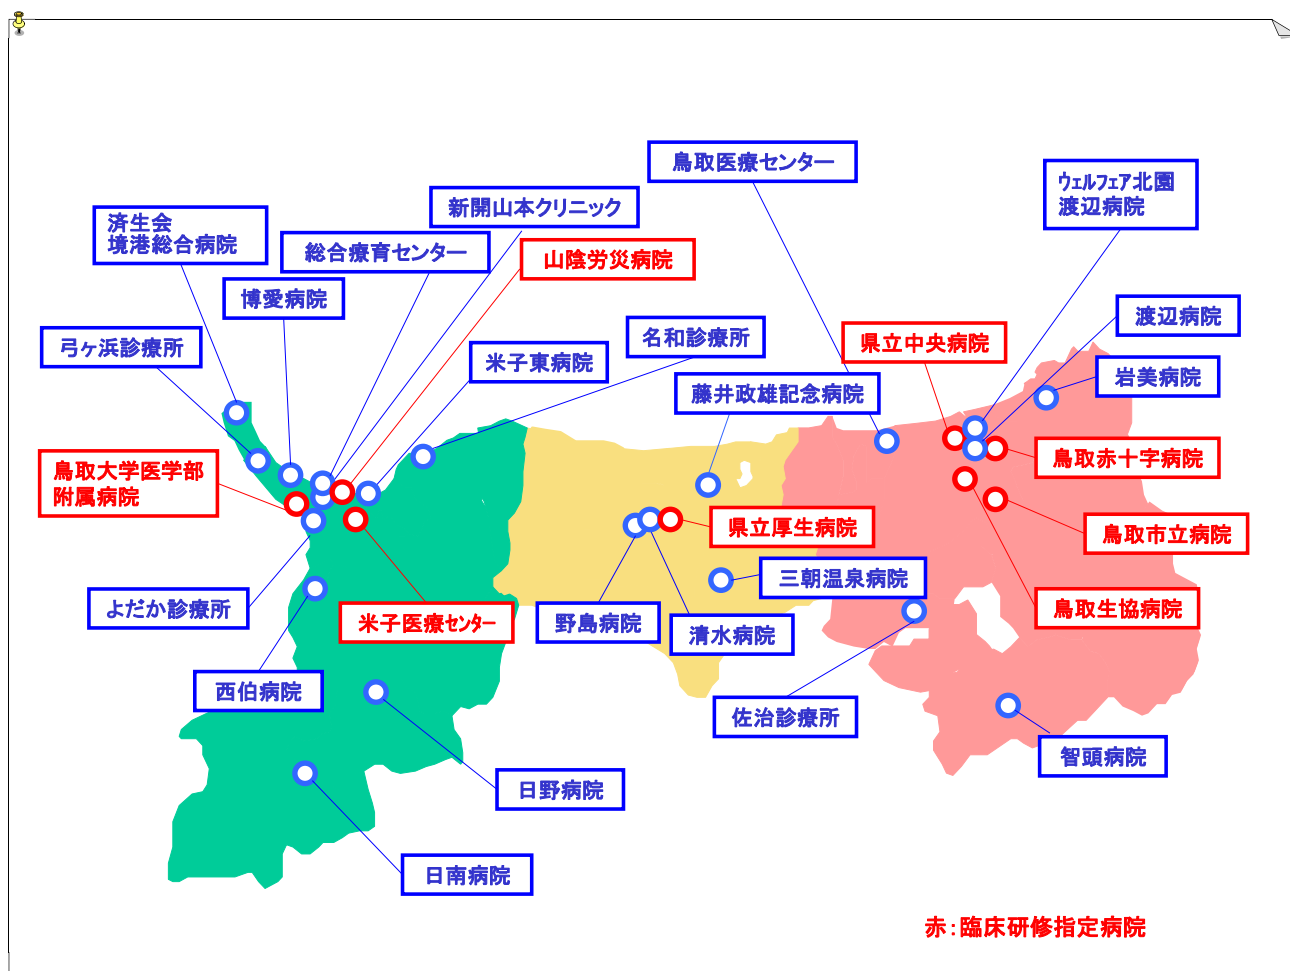 鳥取医療センター
ウェルフェア北園
渡辺病院
新開山本クリニック
済生会
境港総合病院
総合療育センター
山陰労災病院
博愛病院
渡辺病院
名和診療所
県立中央病院
弓ヶ浜診療所
米子東病院
岩美病院
藤井政雄記念病院
鳥取大学医学部
附属病院
鳥取赤十字病院
県立厚生病院
鳥取市立病院
三朝温泉病院
よだか診療所
米子医療センター
野島病院
清水病院
鳥取生協病院
西伯病院
佐治診療所
智頭病院
日野病院
日南病院
赤：臨床研修指定病院